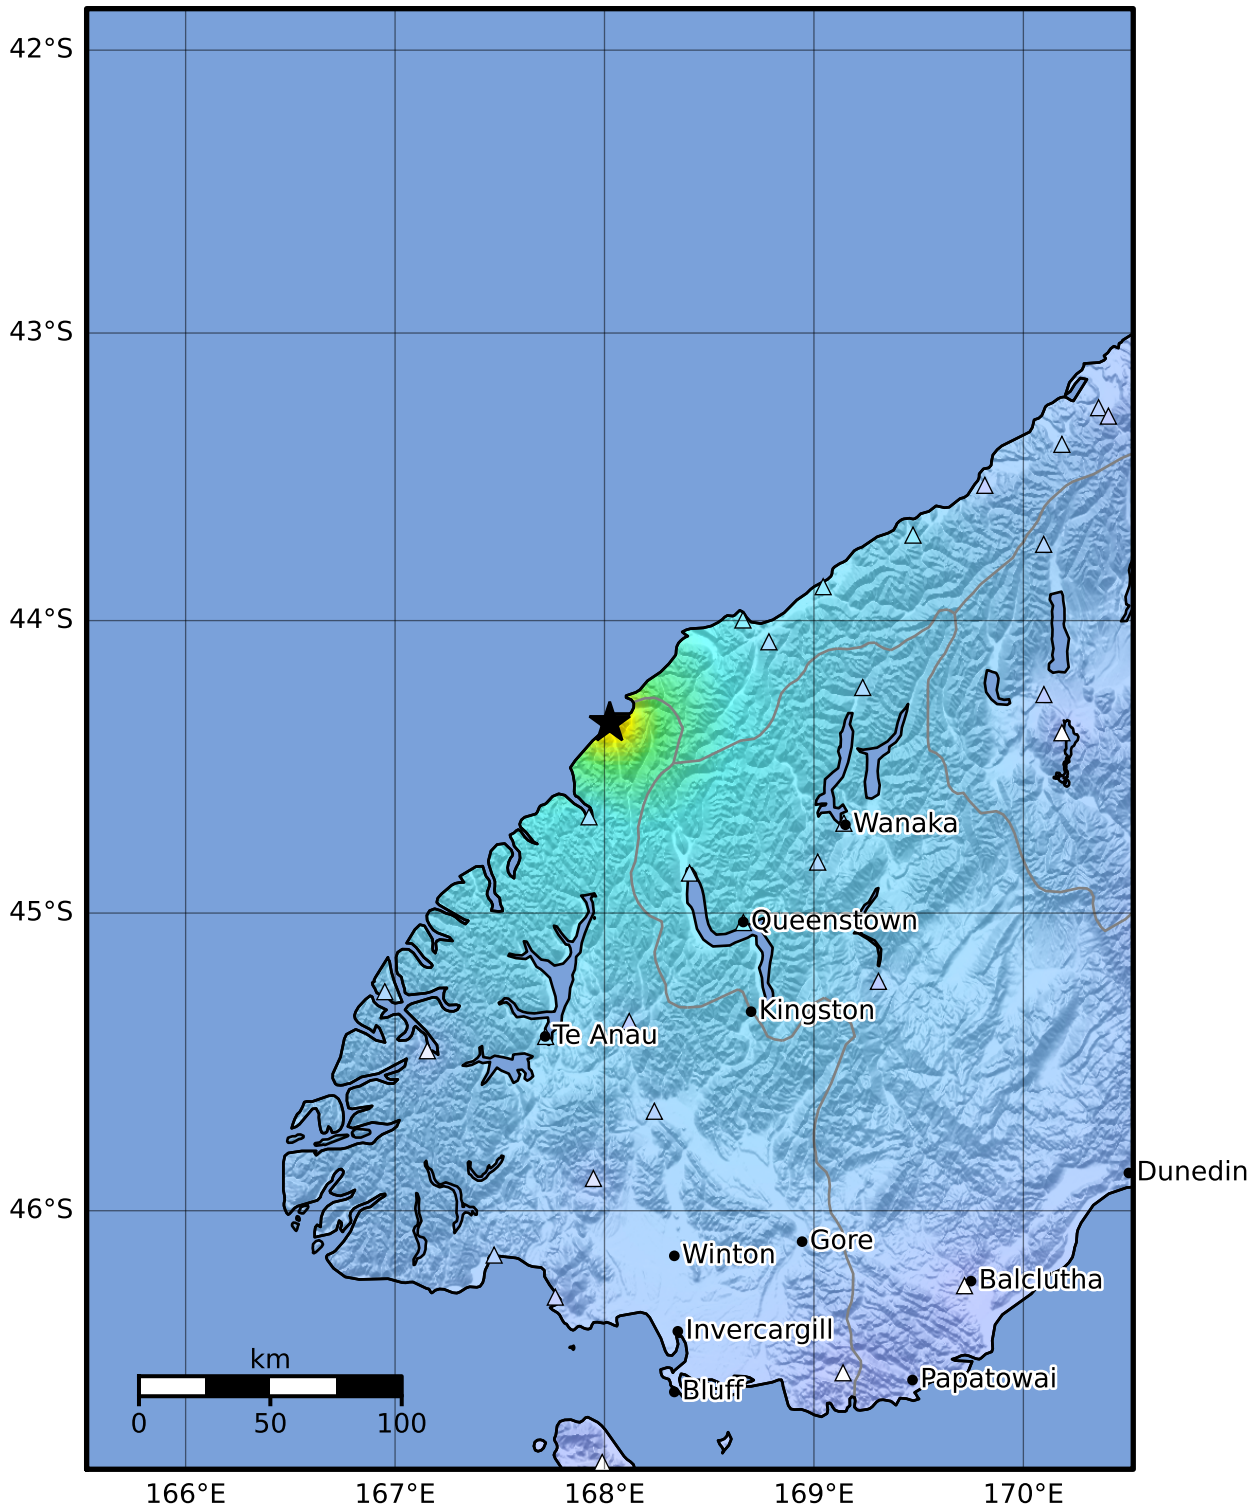 42°S
43°S
44°S
Wanaka
45°S
Queenstown
Kingston
Te Anau
Dunedin
46°S
Gore
Winton
Balclutha
Invercargill
km
Papatowai
Bluff
0 50 100
166°E 167°E 168°E 169°E 170°E